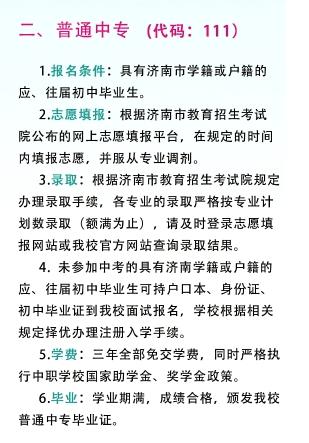 二、普通中专 (代码：111)
1.报名条件：具有济南市学籍或户籍的
应、往届初中毕业生。
2.志愿填报：根据济南市教育招生考试
院公布的网上志愿填报平台，在规定的时间
内填报志愿，并服从专业调剂。
3.录取：根据济南市教育招生考试院规定
办理录取手续，各专业的录取严格按专业计
划数录取（额满为止），请及时登录志愿填
报网站或我校官方网站查询录取结果。
4．未参加中考的具有济南学籍或户籍的
应、往届初中毕业生可持户口本、身份证、
初中毕业证到我校面试报名，学校根据相关
规定择优办理注册入学手续。
5.学费：三年全部免交学费，同时严格执
行中职学校国家助学金、奖学金政策。
6.毕业：学业期满，成绩合格，颁发我校
普通中专毕业证。